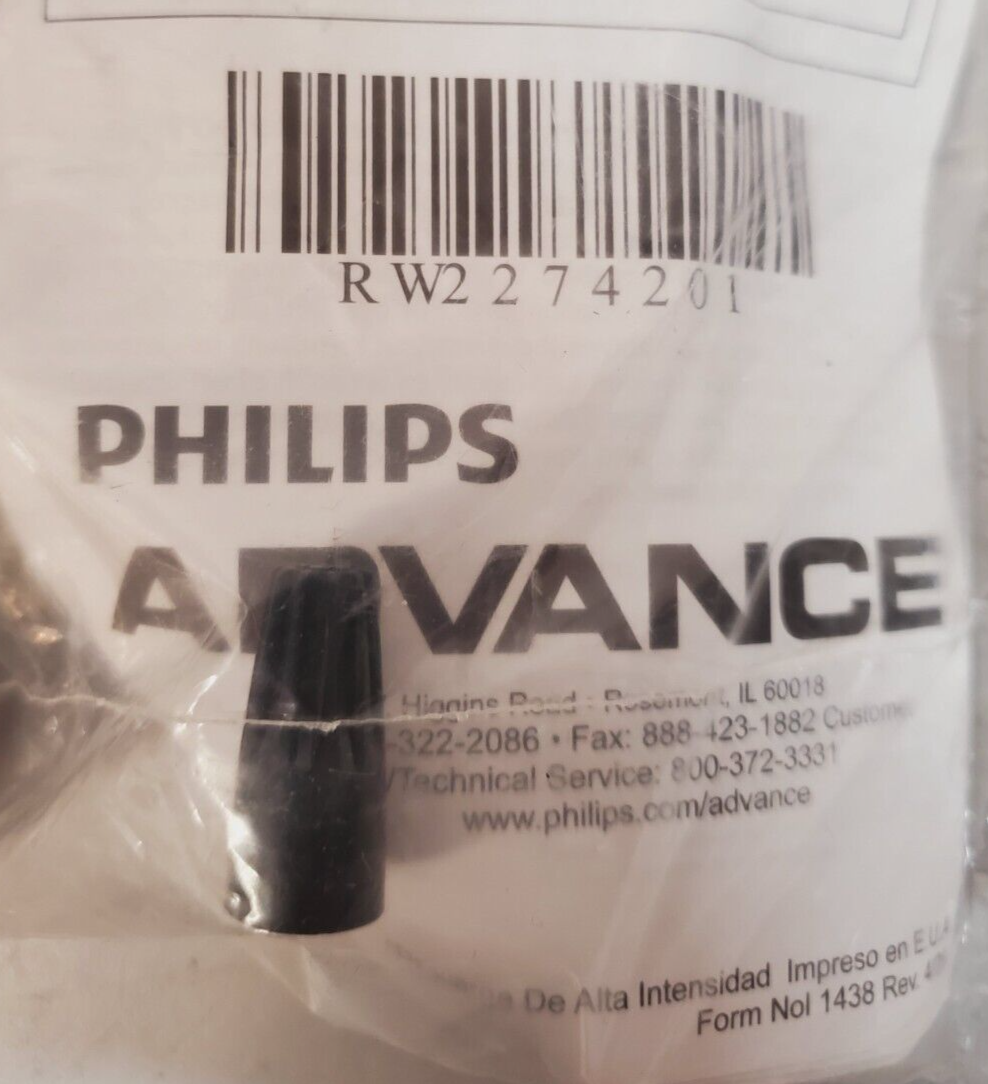 RW2274201
PHILIPS
ADVANCE
Higgins Road · Rosemont, IL 60018
-322-2086 • Fax: 888-423-1882 Customer
/Technical Service: 800-372-3331
www.philips.com/advance
De Alta Intensidad Impreso en E.U.A
Form Nol 1438 Rev.